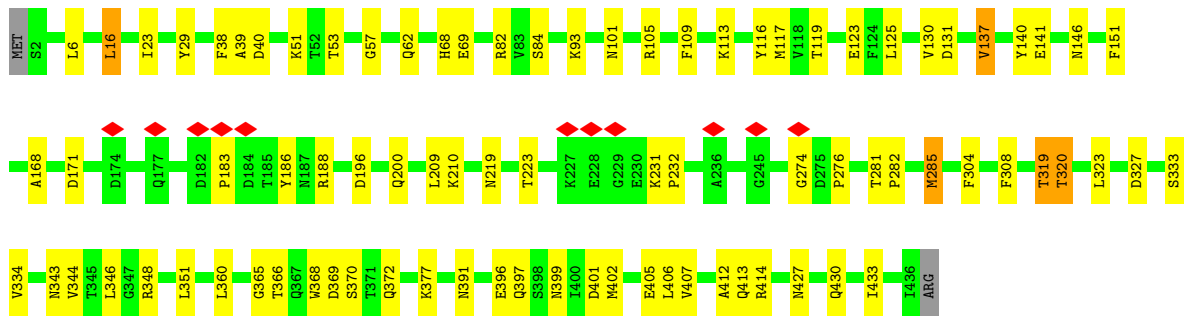 MET S2 L6 L16 I23 Y29 F38 A39 D40 K51 T52 T53 G57 Q62 H68 E69 R82 V83 S84 K93 N101 R105 F109 K113 Y116 M117 V118 T119 E123 F124 L125 V130 D131 V137 Y140 E141 N146 F151
A168 D171 D174 Q177 D182 P183 D184 T185 Y186 N187 R188 D196 Q200 L209 K210 N219 T223 K227 E228 G229 E230 K231 P232 A236 G245 G274 D275 P276 T281 P282 M285 F304 F308 T319 T320 L323 D327 S333
V334 N343 V344 T345 L346 G347 R348 L351 L360 G365 T366 Q367 W368 D369 S370 T371 Q372 K377 N391 E396 Q397 S398 N399 I400 D401 M402 E405 L406 V407 A412 Q413 R414 N427 Q430 I433 I436 ARG